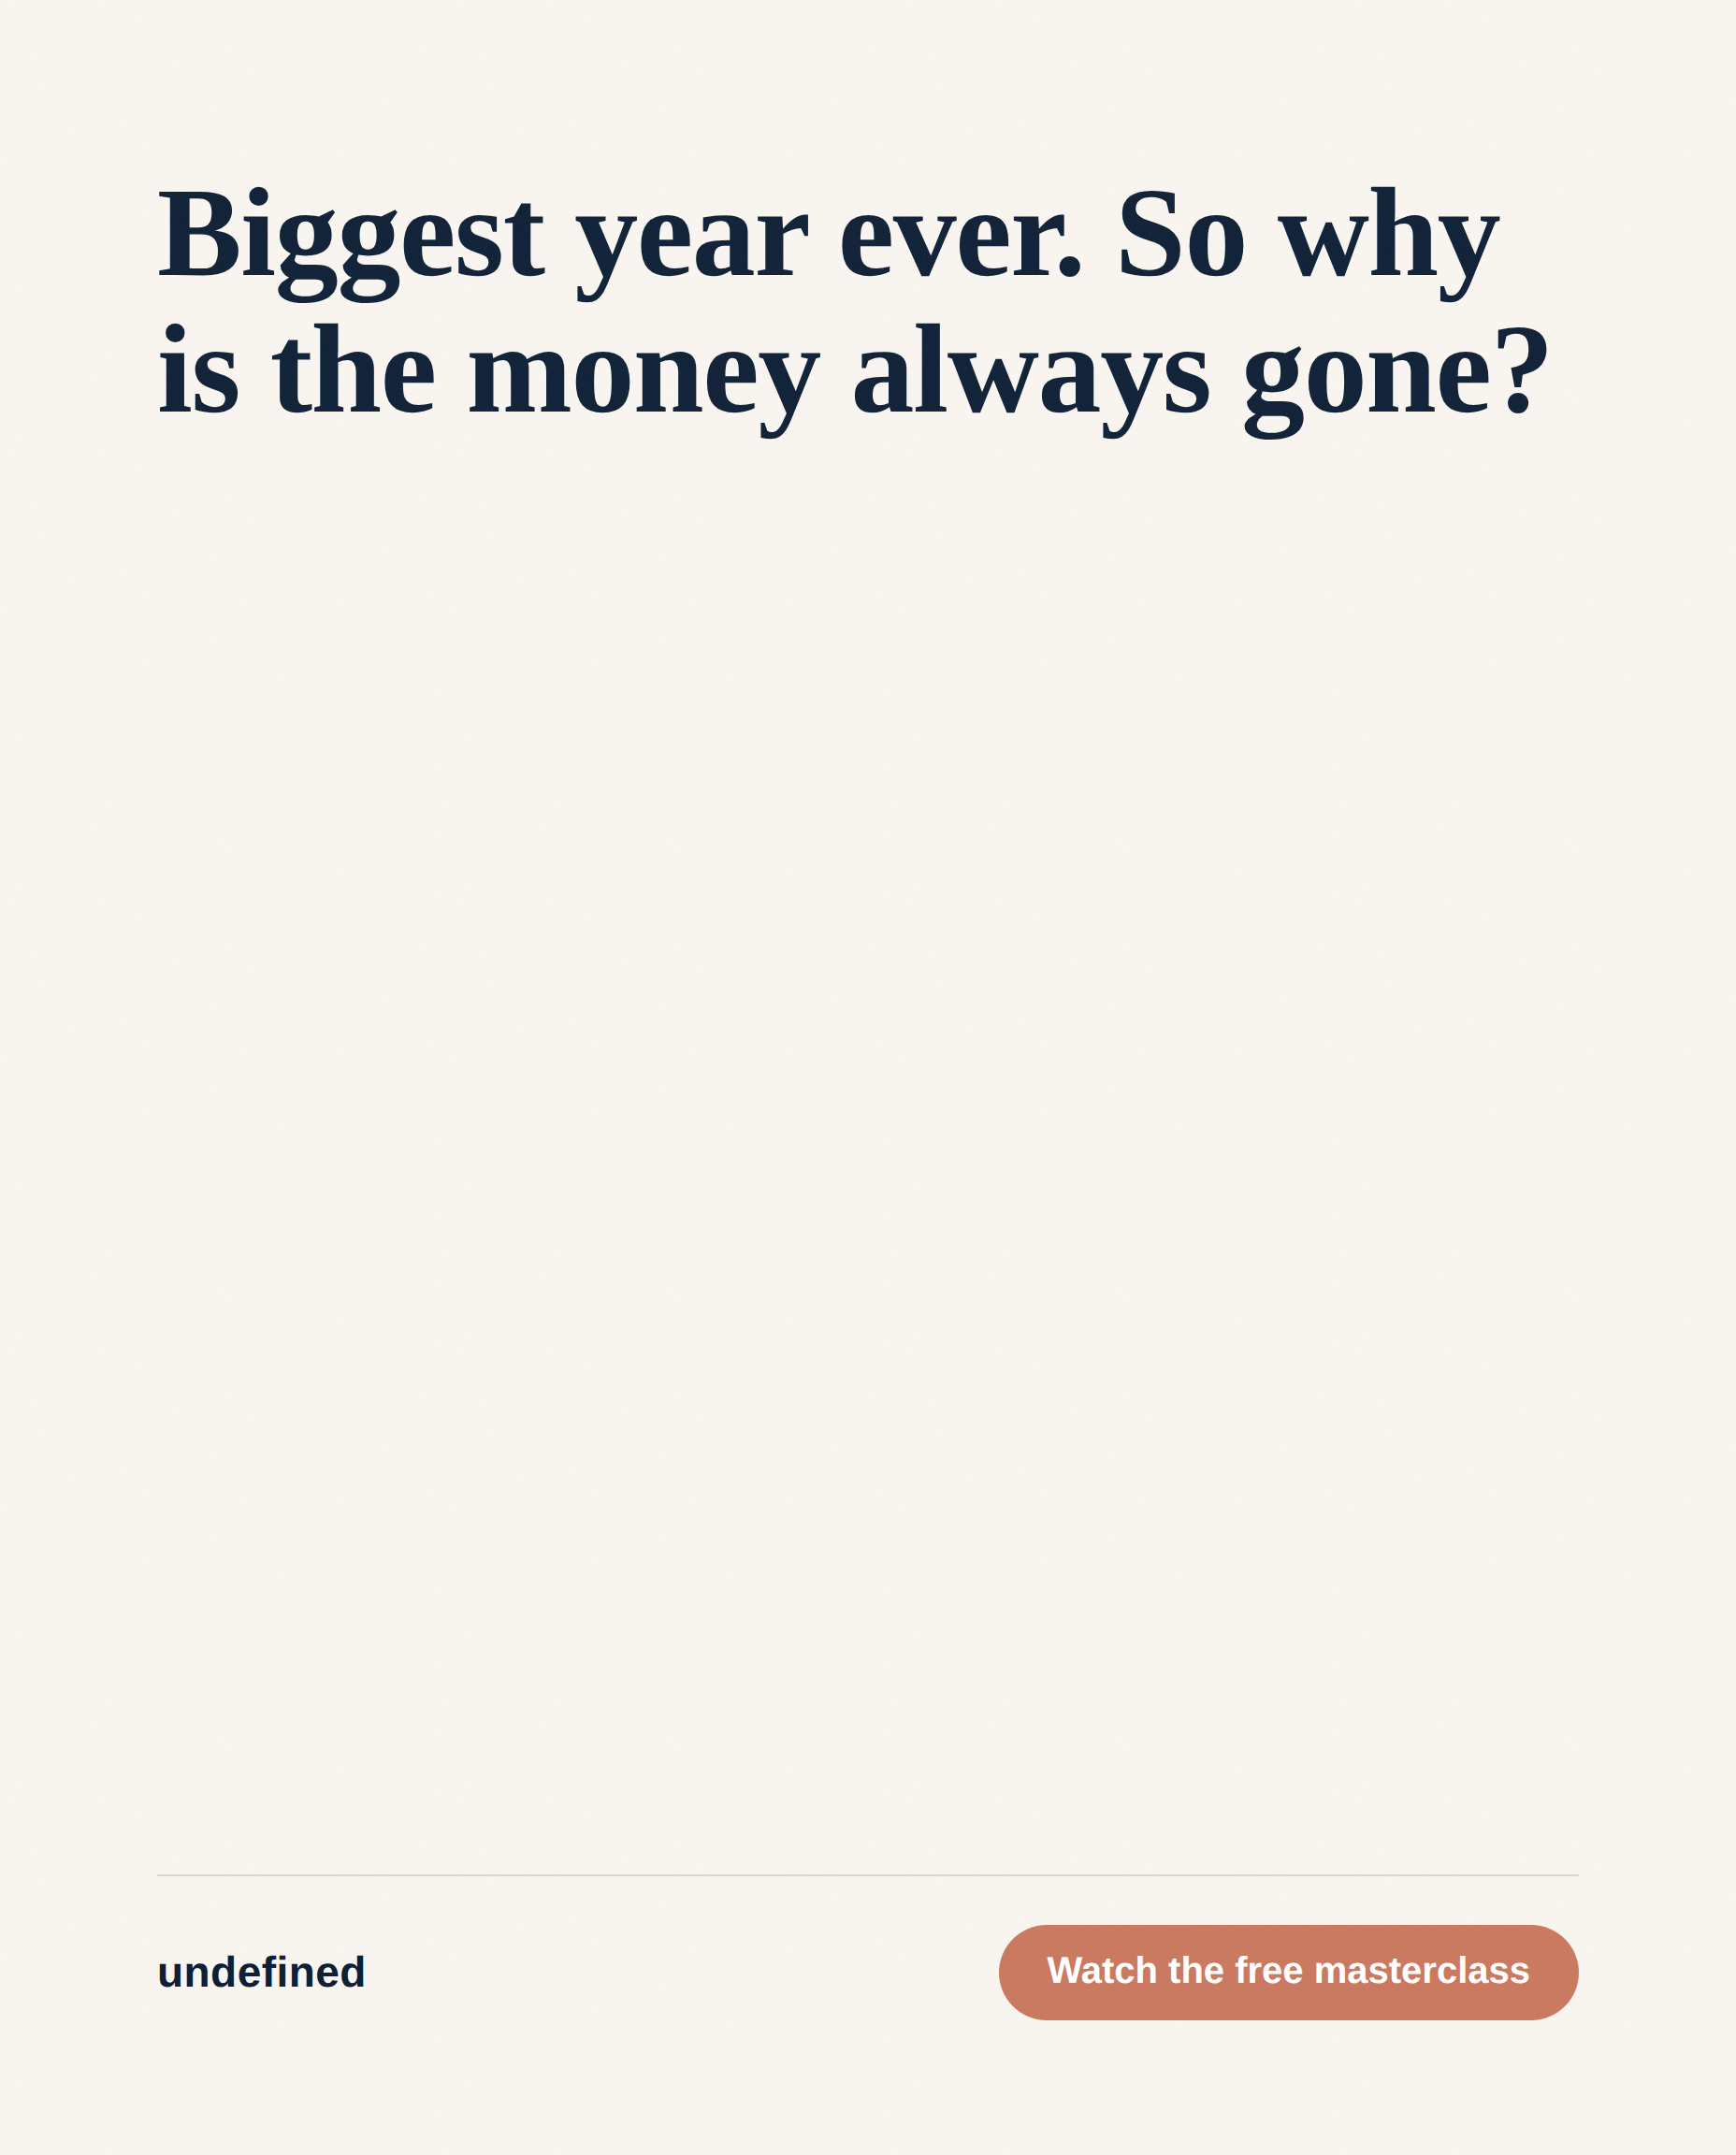 Biggest year ever. So why
is the money always gone?
undefined
Watch the free masterclass